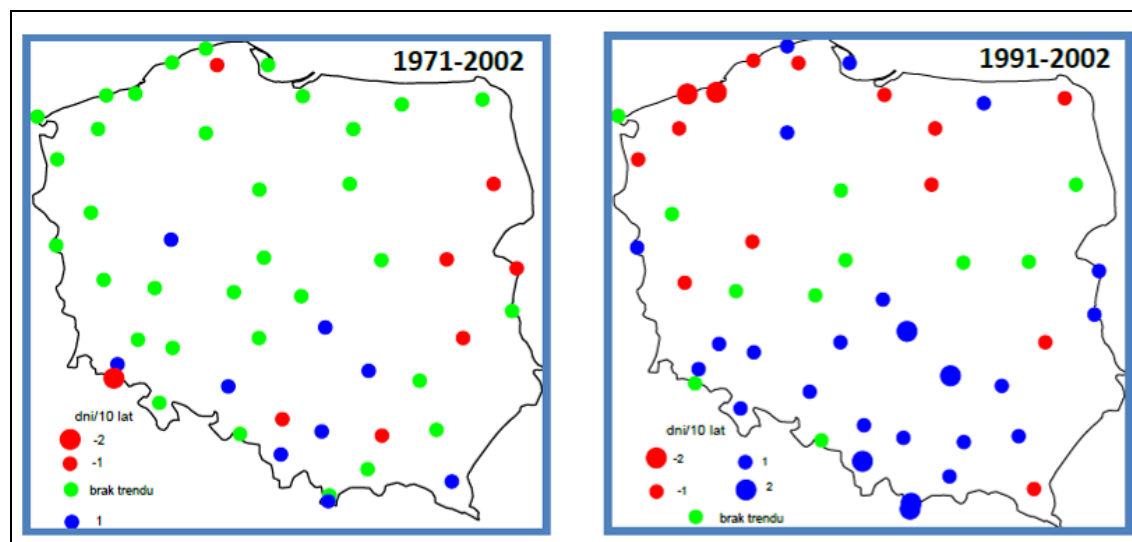 1971-2002
dni/10 lat
-2
-1
brak trendu
1
1991-2002
dni/10 lat
-2
1
-1
2
brak trendu